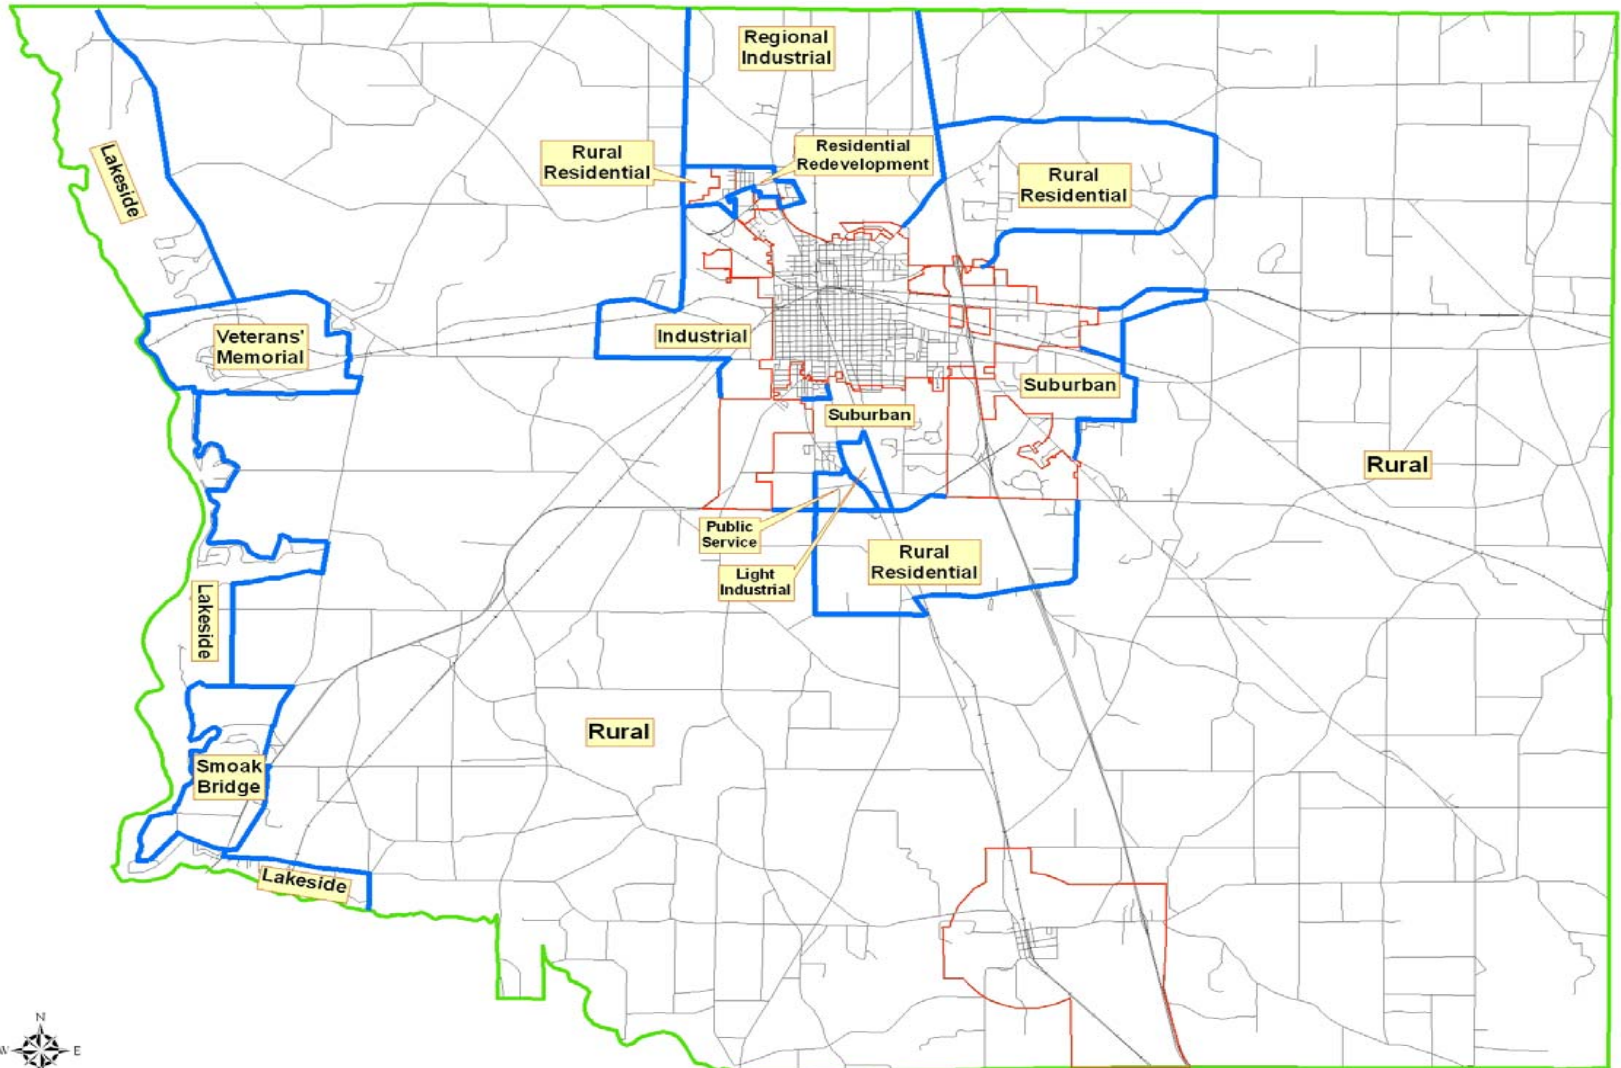 Regional
Industrial
Rural
Residential
Residential
Redevelopment
Rural
Residential
Lakeside
Veterans'
Memorial
Industrial
Suburban
Suburban
Rural
Public
Service
Rural
Residential
Light
Industrial
Lakeside
Rural
Smoak
Bridge
Lakeside
N
W
E